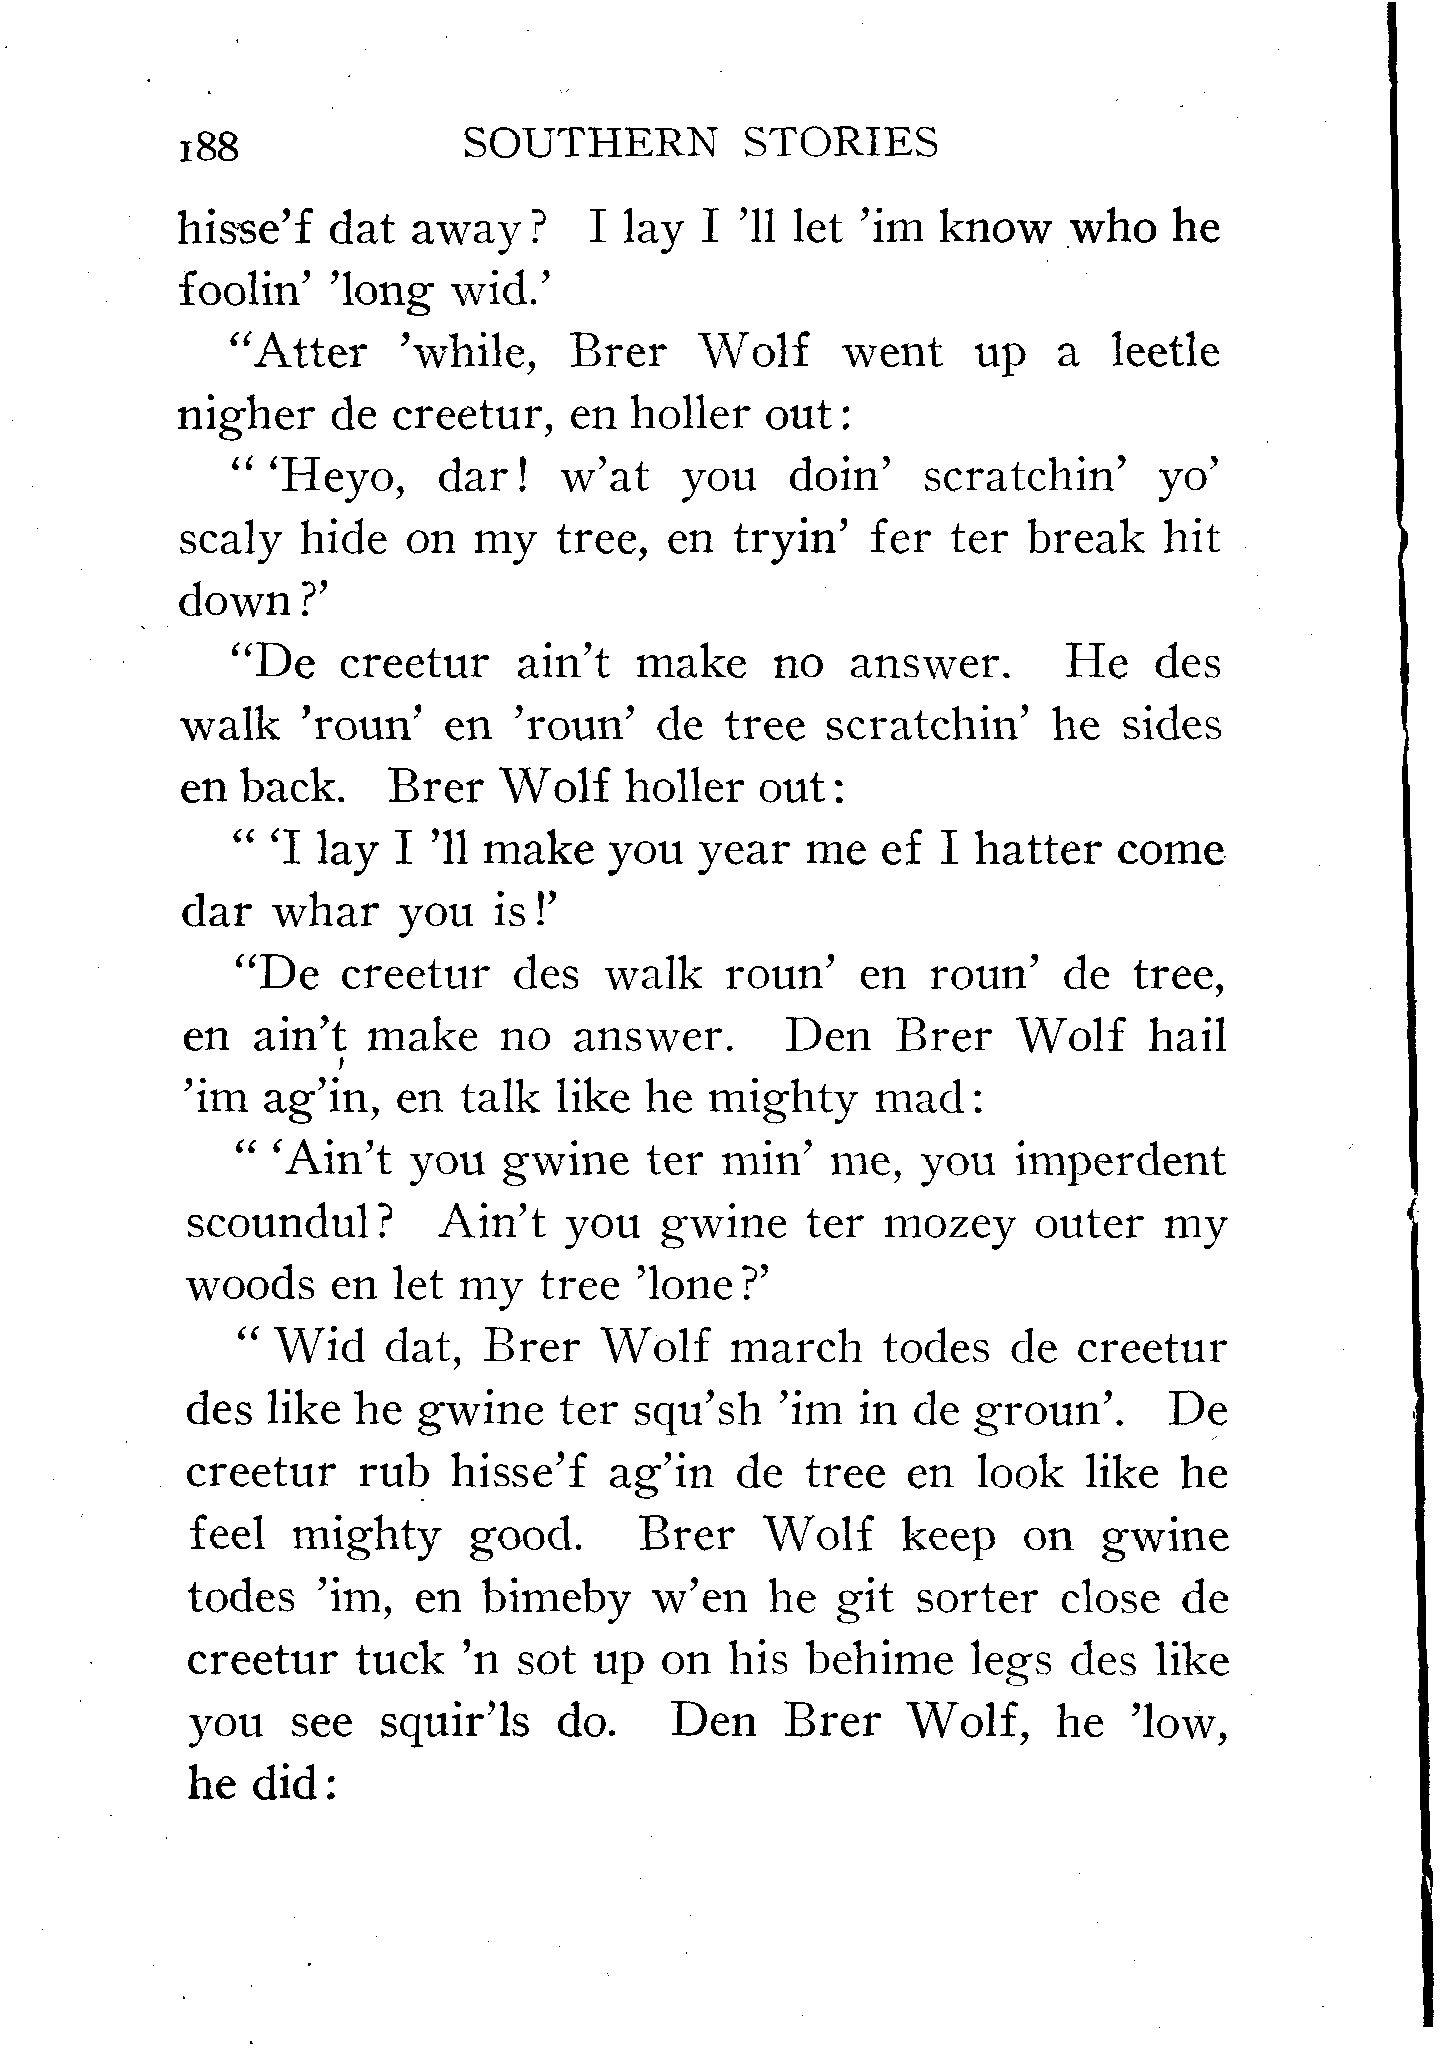 188 SOUTHERN STORIES
hisse'f dat away? I lay I 'll let 'im know who he
foolin' 'long wid.'
"Atter 'while, Brer Wolf went up a leetle
nigher de creetur, en holler out:
" 'Heyo, dar! w'at you doin' scratchin' yo'
scaly hide on my tree, en tryin' fer ter break hit
down?'
"De creetur ain't make no answer. He des
walk 'roun' en 'roun' de tree scratchin' he sides
en back. Brer Wolf holler out:
" 'I lay I 'll make you year me ef I hatter come
dar whar you is!'
"De creetur des walk roun' en roun' de tree,
en ain't make no answer. Den Brer Wolf hail
'im ag'in, en talk like he mighty mad:
" 'Ain't you gwine ter min' me, you imperdent
scoundul? Ain't you gwine ter mozey outer my
woods en let my tree 'lone?'
" Wid dat, Brer Wolf march todes de creetur
des like he gwine ter squ'sh 'im in de groun'. De
creetur rub hisse'f ag'in de tree en look like he
feel mighty good. Brer Wolf keep on gwine
todes 'im, en bimeby w'en he git sorter close de
creetur tuck 'n sot up on his behime legs des like
you see squir'ls do. Den Brer Wolf, he 'low,
he did: